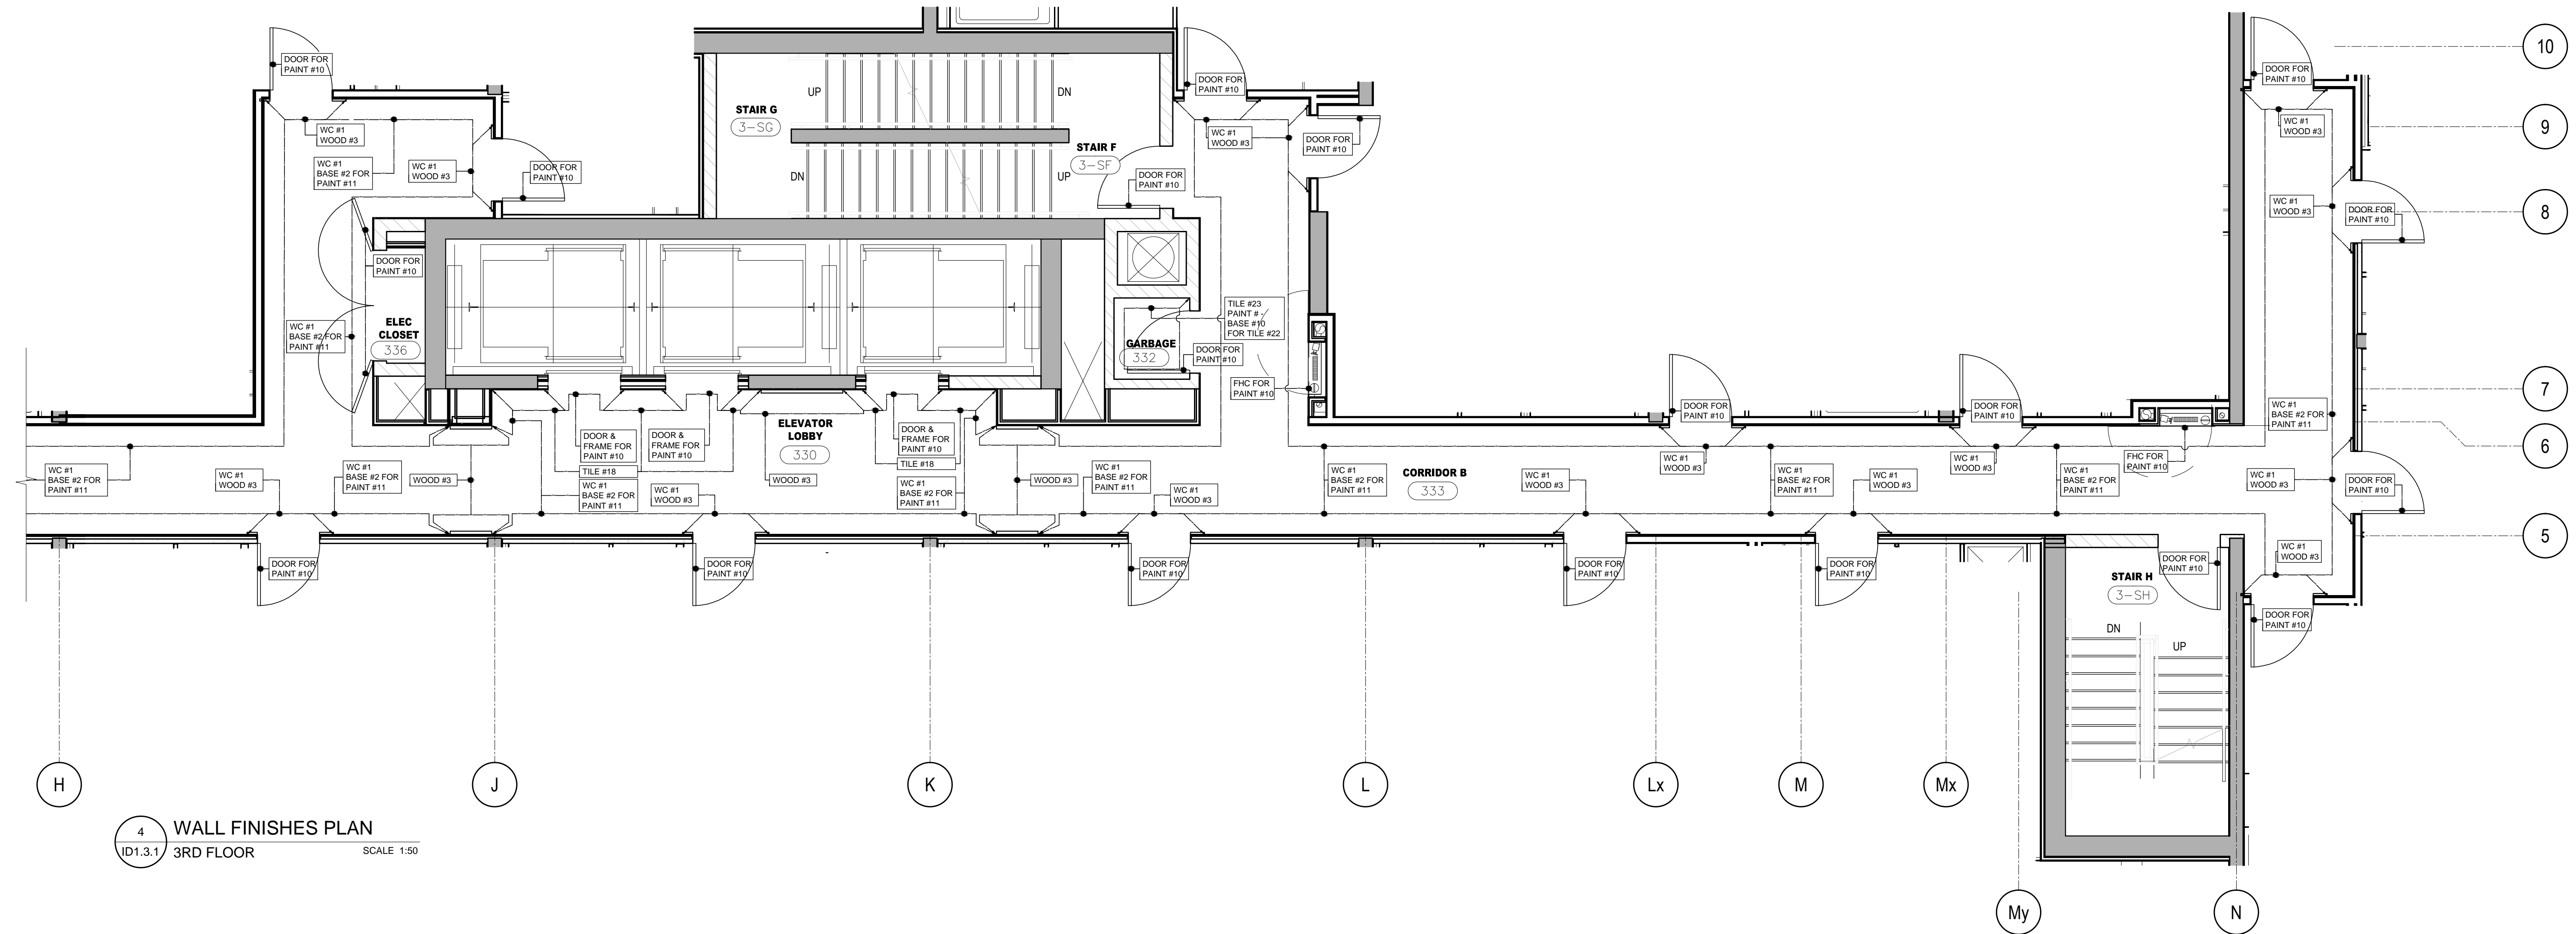 DOOR FOR
PAINT #10
WC #1
WOOD #3
WC #1
BASE #2 FOR
PAINT #11
WC #1
WOOD #3
DOOR FOR
PAINT #10
DOOR FOR
PAINT #10
WC #1
BASE #2 FOR
PAINT #11
ELEC
CLOSET
336
STAIR G
3-SG
UP
DN
DN
UP
STAIR F
3-SF
DOOR FOR
PAINT #10
DOOR FOR
PAINT #10
WC #1
WOOD #3
DOOR FOR
PAINT #10
TILE #23
PAINT # -
BASE #10
FOR TILE #22
GARBAGE
332
DOOR FOR
PAINT #10
FHC FOR
PAINT #10
DOOR FOR
PAINT #10
WC #1
WOOD #3
WC #1
WOOD #3
DOOR FOR
PAINT #10
WC #1
BASE #2 FOR
PAINT #11
10
9
8
7
6
5
WC #1
BASE #2 FOR
PAINT #11
WC #1
WOOD #3
WC #1
BASE #2 FOR
PAINT #11
WOOD #3
DOOR &
FRAME FOR
PAINT #10
DOOR &
FRAME FOR
PAINT #10
TILE #18
WC #1
BASE #2 FOR
PAINT #11
WC #1
WOOD #3
ELEVATOR
LOBBY
330
WOOD #3
DOOR &
FRAME FOR
PAINT #10
TILE #18
WC #1
BASE #2 FOR
PAINT #11
WOOD #3
WC #1
BASE #2 FOR
PAINT #11
WC #1
WOOD #3
WC #1
BASE #2 FOR
PAINT #11
CORRIDOR B
333
WC #1
WOOD #3
DOOR FOR
PAINT #10
WC #1
WOOD #3
WC #1
BASE #2 FOR
PAINT #11
WC #1
WOOD #3
DOOR FOR
PAINT #10
WC #1
WOOD #3
WC #1
BASE #2 FOR
PAINT #11
FHC FOR
PAINT #10
WC #1
WOOD #3
DOOR FOR
PAINT #10
DOOR FOR
PAINT #10
DOOR FOR
PAINT #10
DOOR FOR
PAINT #10
DOOR FOR
PAINT #10
DOOR FOR
PAINT #10
DOOR FOR
PAINT #10
STAIR H
3-SH
DN
UP
WC #1
WOOD #3
DOOR FOR
PAINT #10
H
J
K
L
Lx
M
Mx
My
N
4
ID1.3.1
WALL FINISHES PLAN
3RD FLOOR
SCALE 1:50